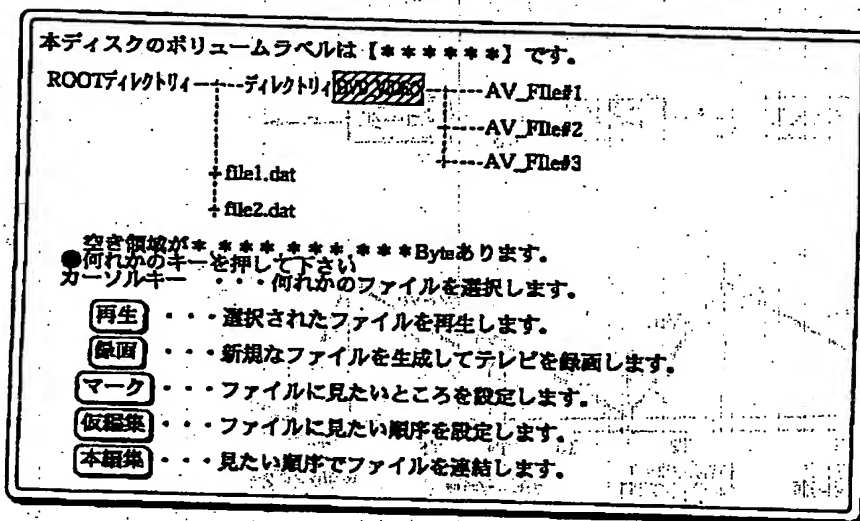 本ディスクのボリュームラベルは【******】です。
ROOTディレクトリィ ディレクトリィ AV_FIle#1
AV_FIle#2
AV_FIle#3
file1.dat
file2.dat
空き領域が* *** *** ***Byteあります。
●何れかのキーを押して下さい
カーソルキー ・・・何れかのファイルを選択します。
再生 ・・・選択されたファイルを再生します。
録画 ・・・新規なファイルを生成してテレビを録画します。
マーク ・・・ファイルに見たいところを設定します。
仮編集 ・・・ファイルに見たい順序を設定します。
本編集 ・・・見たい順序でファイルを連結します。